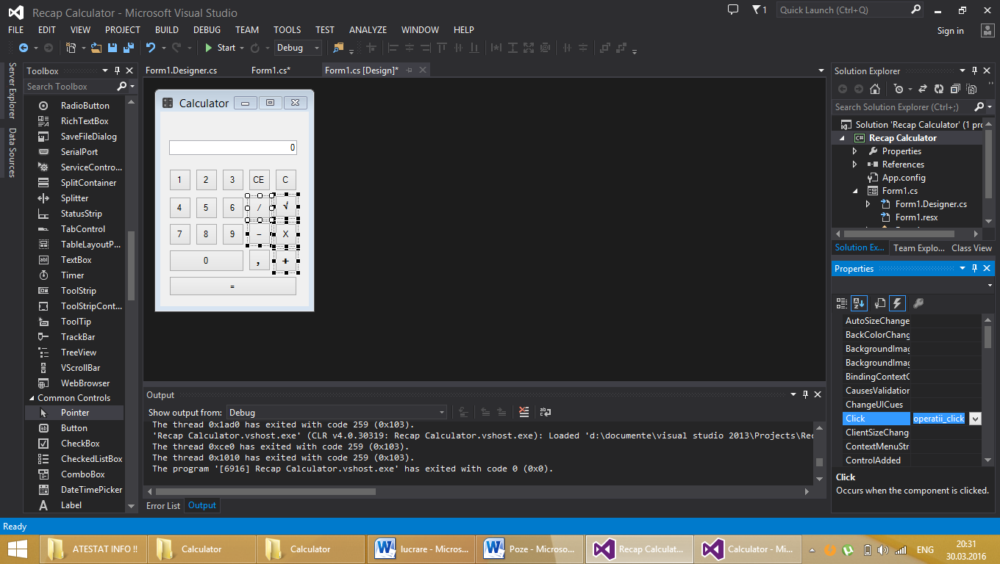 Recap Calculator - Microsoft Visual Studio
1
Quick Launch (Ctrl+Q)
FILE EDIT VIEW PROJECT BUILD DEBUG TEAM TOOLS TEST ANALYZE WINDOW HELP
Sign in
Start Debug
Server Explorer
Data Sources
Toolbox
Search Toolbox
RadioButton
RichTextBox
SaveFileDialog
SerialPort
ServiceContro...
SplitContainer
Splitter
StatusStrip
TabControl
TableLayoutP...
TextBox
Timer
ToolStrip
ToolStripCont...
ToolTip
TrackBar
TreeView
VScrollBar
WebBrowser
Common Controls
Pointer
Button
CheckBox
CheckedListBox
ComboBox
DateTimePicker
Label
Form1.Designer.cs Form1.cs* Form1.cs [Design]*
Calculator
0
1 2 3 CE C
4 5 6 / √
7 8 9 - X
0 , +
=
Output
Show output from: Debug
The thread 0x1ad0 has exited with code 259 (0x103).
'Recap Calculator.vshost.exe' (CLR v4.0.30319: Recap Calculator.vshost.exe): Loaded 'd:\documente\visual studio 2013\Projects\Rec
The thread 0xce0 has exited with code 259 (0x103).
The thread 0x1010 has exited with code 259 (0x103).
The program '[6916] Recap Calculator.vshost.exe' has exited with code 0 (0x0).
Error List Output
Solution Explorer
Search Solution Explorer (Ctrl+;)
Solution 'Recap Calculator' (1 pro
C# Recap Calculator
Properties
References
App.config
Form1.cs
Form1.Designer.cs
Form1.resx
Solution Ex... Team Explo... Class View
Properties
AutoSizeChange
BackColorChang
BackgroundImag
BackgroundImag
BindingContextC
CausesValidation
ChangeUICues
Click operatii_click
ClientSizeChang
ContextMenuStr
ControlAdded
Click
Occurs when the component is clicked.
Ready
ATESTAT INFO !!
Calculator
Calculator
lucrare - Micros...
Poze - Microso...
Recap Calculat...
Calculator - Mi...
ENG
20:31
30.03.2016